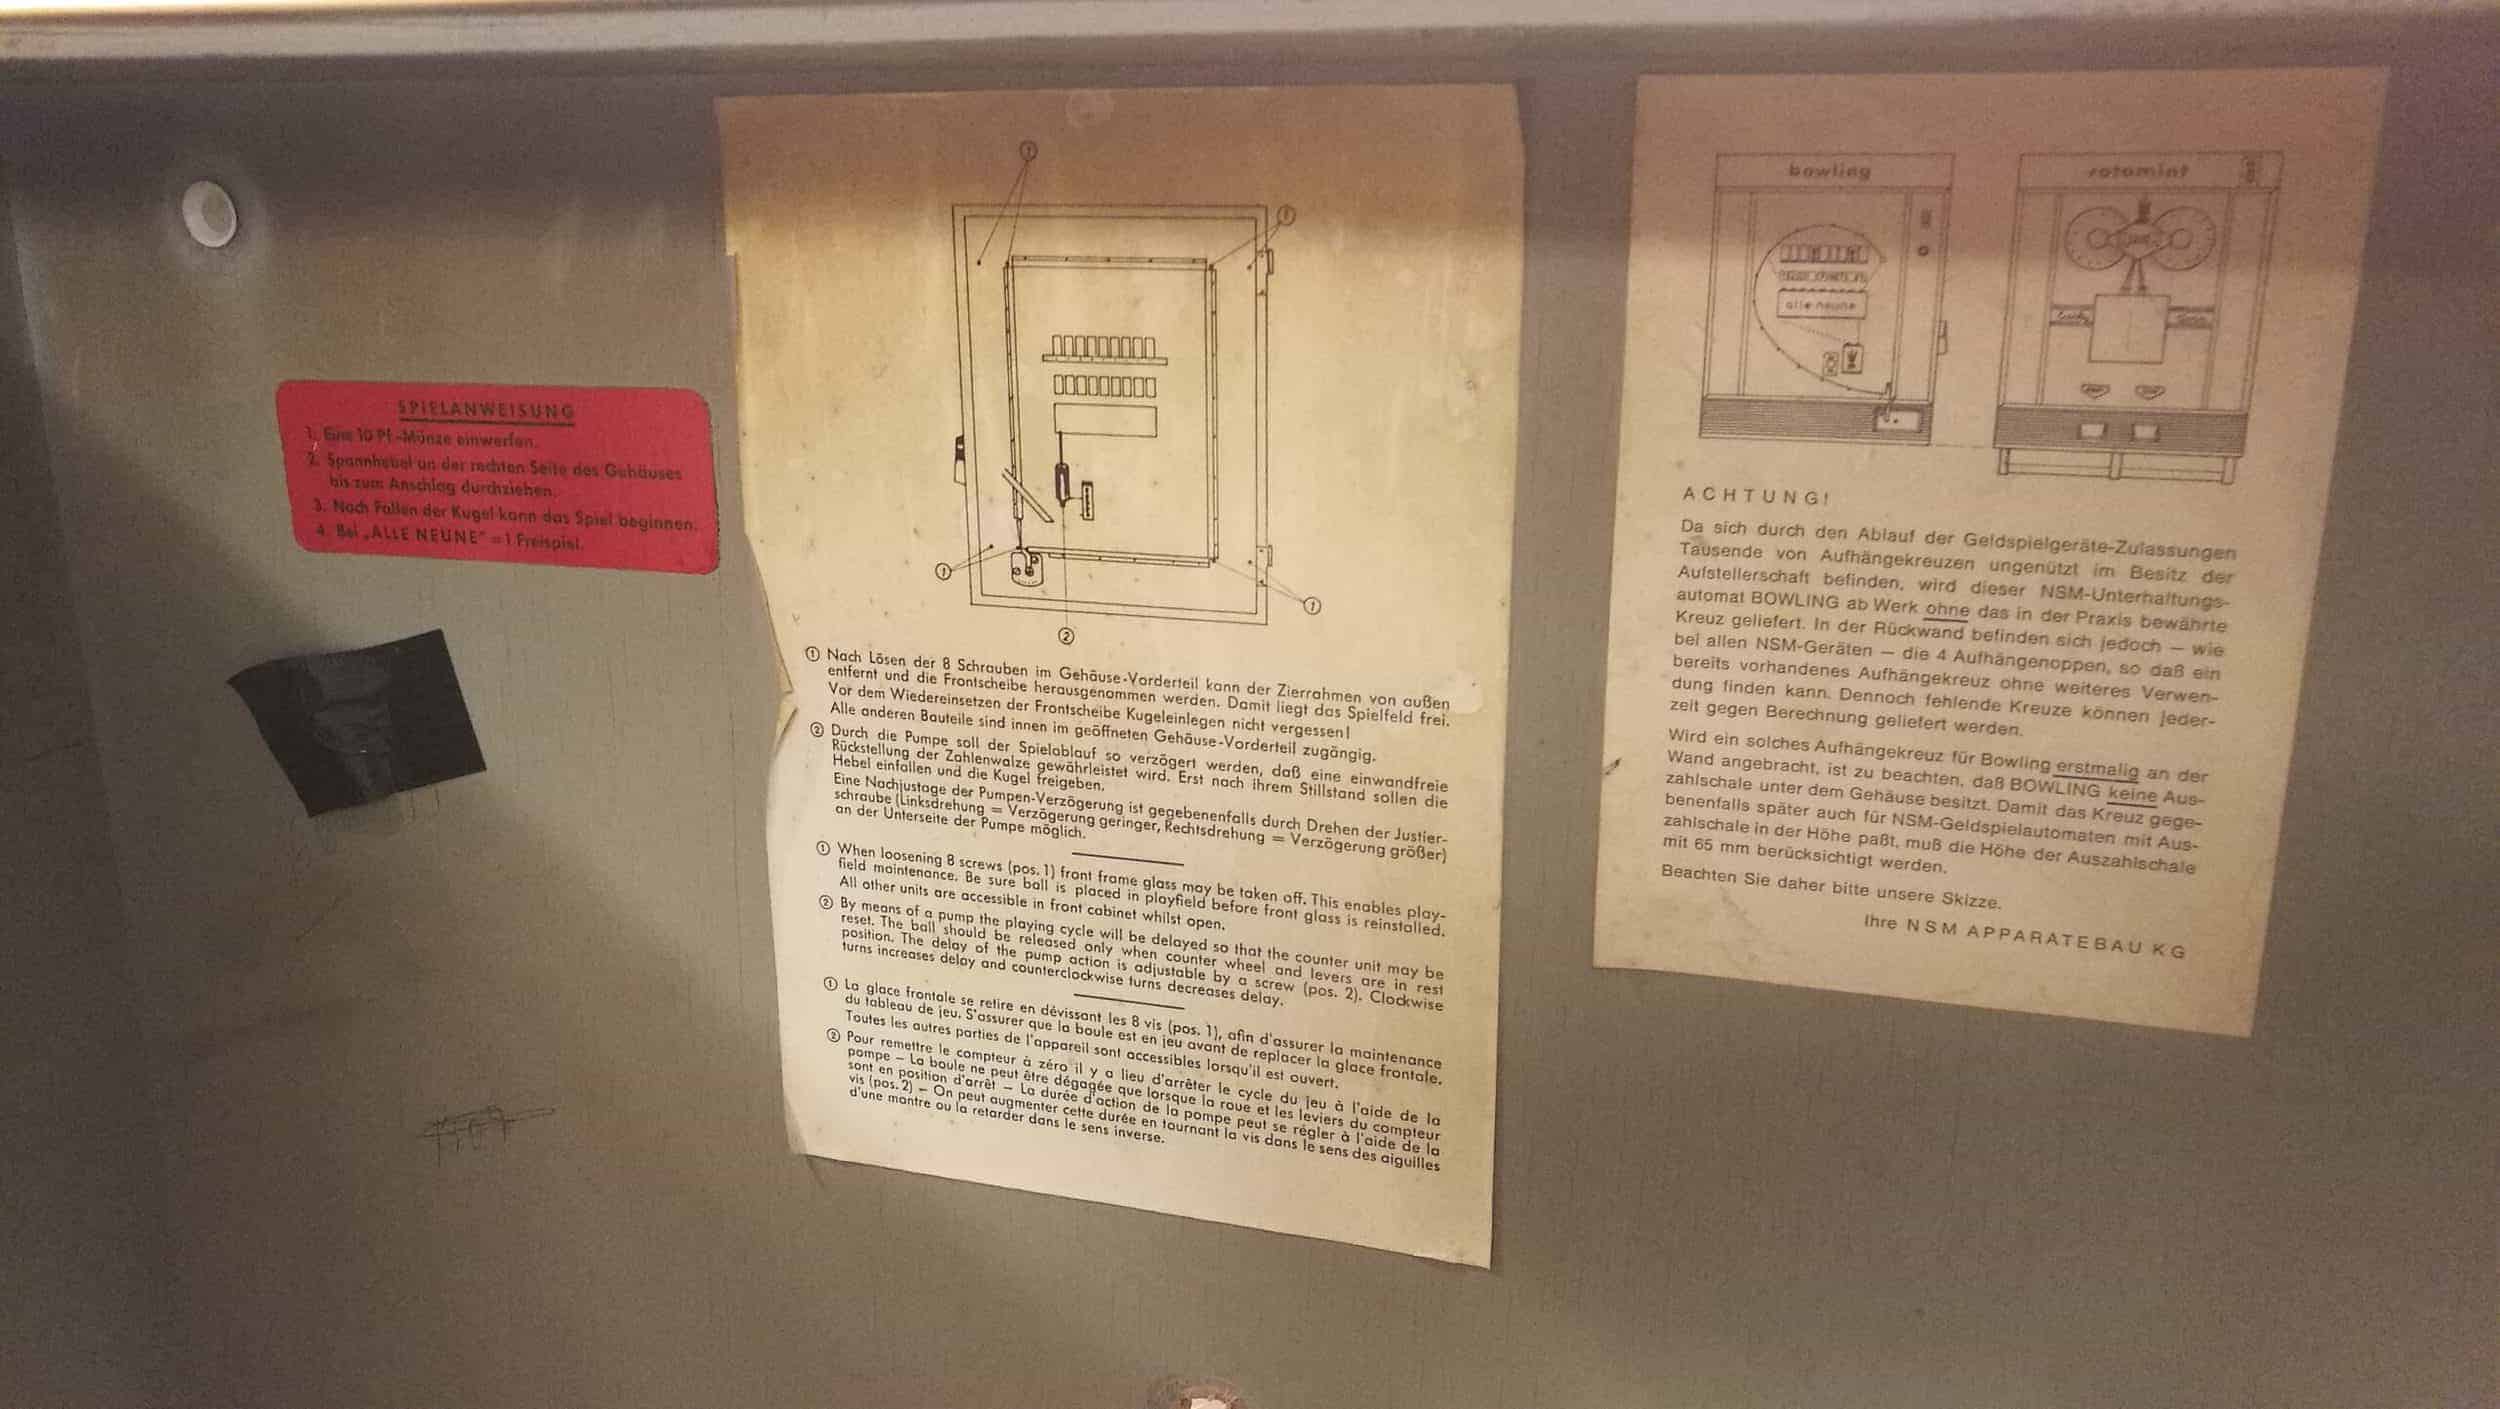 SPIELANWEISUNG
1. Eine 10 Pf.-Münze einwerfen.
2. Spannhebel an der rechten Seite des Gehäuses
bis zum Anschlag durchziehen.
3. Nach Fallen der Kugel kann das Spiel beginnen.
4. Bei „ALLE NEUNE" = 1 Freispiel.
1
1
1
1
2
① Nach Lösen der 8 Schrauben im Gehäuse-Vorderteil kann der Zierrahmen von außen
entfernt und die Frontscheibe herausgenommen werden. Damit liegt das Spielfeld frei.
Vor dem Wiedereinsetzen der Frontscheibe Kugeleinlegen nicht vergessen!
Alle anderen Bauteile sind innen im geöffneten Gehäuse-Vorderteil zugängig.
② Durch die Pumpe soll der Spielablauf so verzögert werden, daß eine einwandfreie
Rückstellung der Zahlenwalze gewährleistet wird. Erst nach ihrem Stillstand sollen die
Hebel einfallen und die Kugel freigeben.
Eine Nachjustage der Pumpen-Verzögerung ist gegebenenfalls durch Drehen der Justier-
schraube (Linksdrehung = Verzögerung geringer, Rechtsdrehung = Verzögerung größer)
an der Unterseite der Pumpe möglich.
① When loosening 8 screws (pos. 1) front frame glass may be taken off. This enables play-
field maintenance. Be sure ball is placed in playfield before front glass is reinstalled.
All other units are accessible in front cabinet whilst open.
② By means of a pump the playing cycle will be delayed so that the counter unit may be
reset. The ball should be released only when counter wheel and levers are in rest
position. The delay of the pump action is adjustable by a screw (pos. 2). Clockwise
turns increases delay and counterclockwise turns decreases delay.
① La glace frontale se retire en dévissant les 8 vis (pos. 1), afin d'assurer la maintenance
du tableau de jeu. S'assurer que la boule est en jeu avant de replacer la glace frontale.
Toutes les autres parties de l'appareil sont accessibles lorsqu'il est ouvert.
② Pour remettre le compteur à zéro il y a lieu d'arrêter le cycle du jeu à l'aide de la
pompe – La boule ne peut être dégagée que lorsque la roue et les leviers du compteur
sont en position d'arrêt – La durée d'action de la pompe peut se régler à l'aide de la
vis (pos. 2) – On peut augmenter cette durée en tournant la vis dans le sens des aiguilles
d'une montre ou la retarder dans le sens inverse.
bowling
alle neune
rotomint
ACHTUNG!
Da sich durch den Ablauf der Geldspielgeräte-Zulassungen
Tausende von Aufhängekreuzen ungenützt im Besitz der
Aufstellerschaft befinden, wird dieser NSM-Unterhaltungs-
automat BOWLING ab Werk ohne das in der Praxis bewährte
Kreuz geliefert. In der Rückwand befinden sich jedoch — wie
bei allen NSM-Geräten — die 4 Aufhängenoppen, so daß ein
bereits vorhandenes Aufhängekreuz ohne weiteres Verwen-
dung finden kann. Dennoch fehlende Kreuze können jeder-
zeit gegen Berechnung geliefert werden.
Wird ein solches Aufhängekreuz für Bowling erstmalig an der
Wand angebracht, ist zu beachten, daß BOWLING keine Aus-
zahlschale unter dem Gehäuse besitzt. Damit das Kreuz gege-
benenfalls später auch für NSM-Geldspielautomaten mit Aus-
zahlschale in der Höhe paßt, muß die Höhe der Auszahlschale
mit 65 mm berücksichtigt werden.
Beachten Sie daher bitte unsere Skizze.
Ihre NSM APPARATEBAU KG